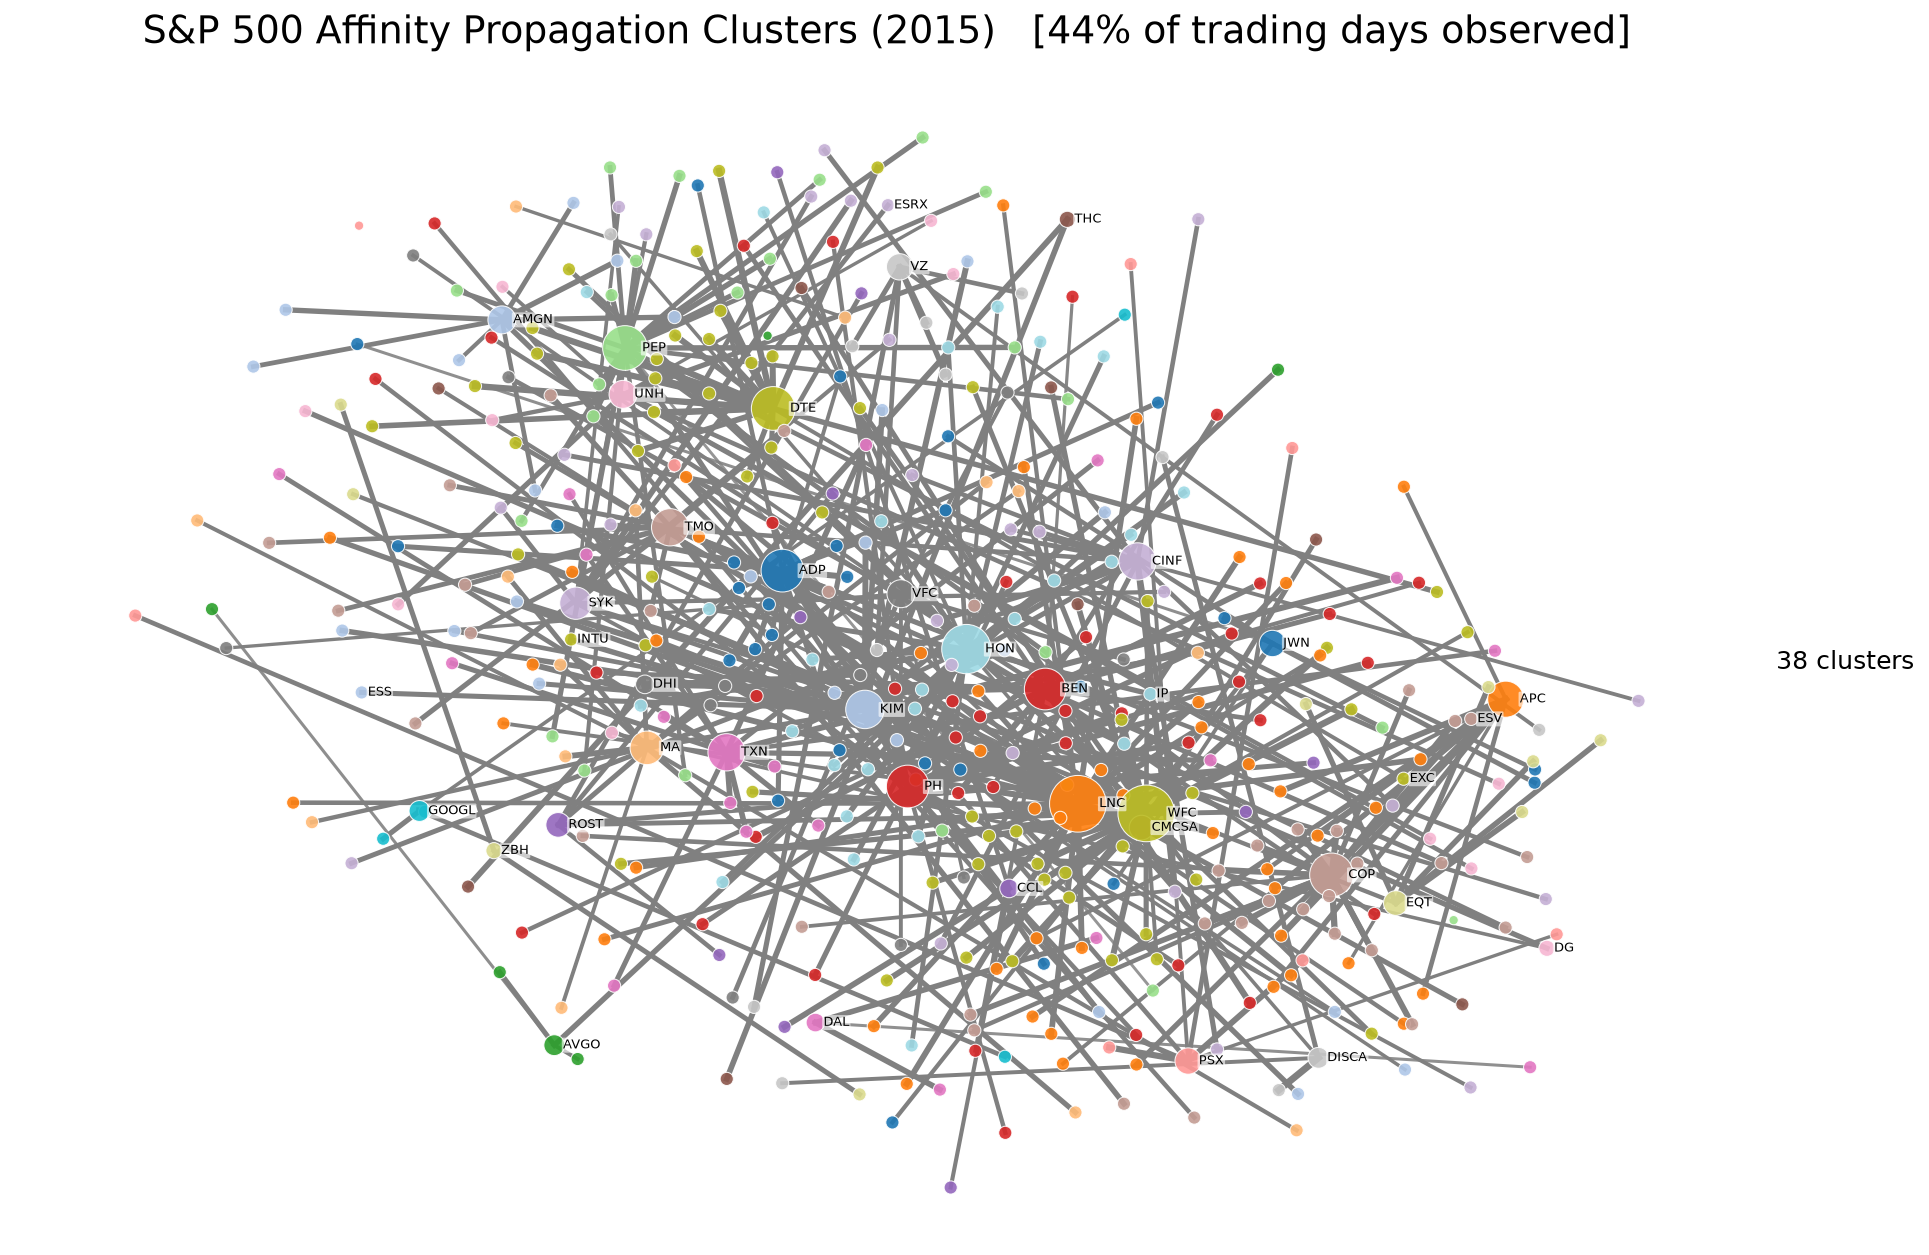 S&P 500 Affinity Propagation Clusters (2015)   [44% of trading days observed]
ESRX
THC
VZ
AMGN
PEP
UNH
DTE
TMO
CINF
ADP
VFC
SYK
INTU
HON
JWN
DHI
ESS
BEN
IP
KIM
APC
ESV
38 clusters
MA
TXN
EXC
PH
LNC
GOOGL
WFC
ROST
CMCSA
ZBH
COP
CCL
EQT
DG
DAL
AVGO
PSX
DISCA